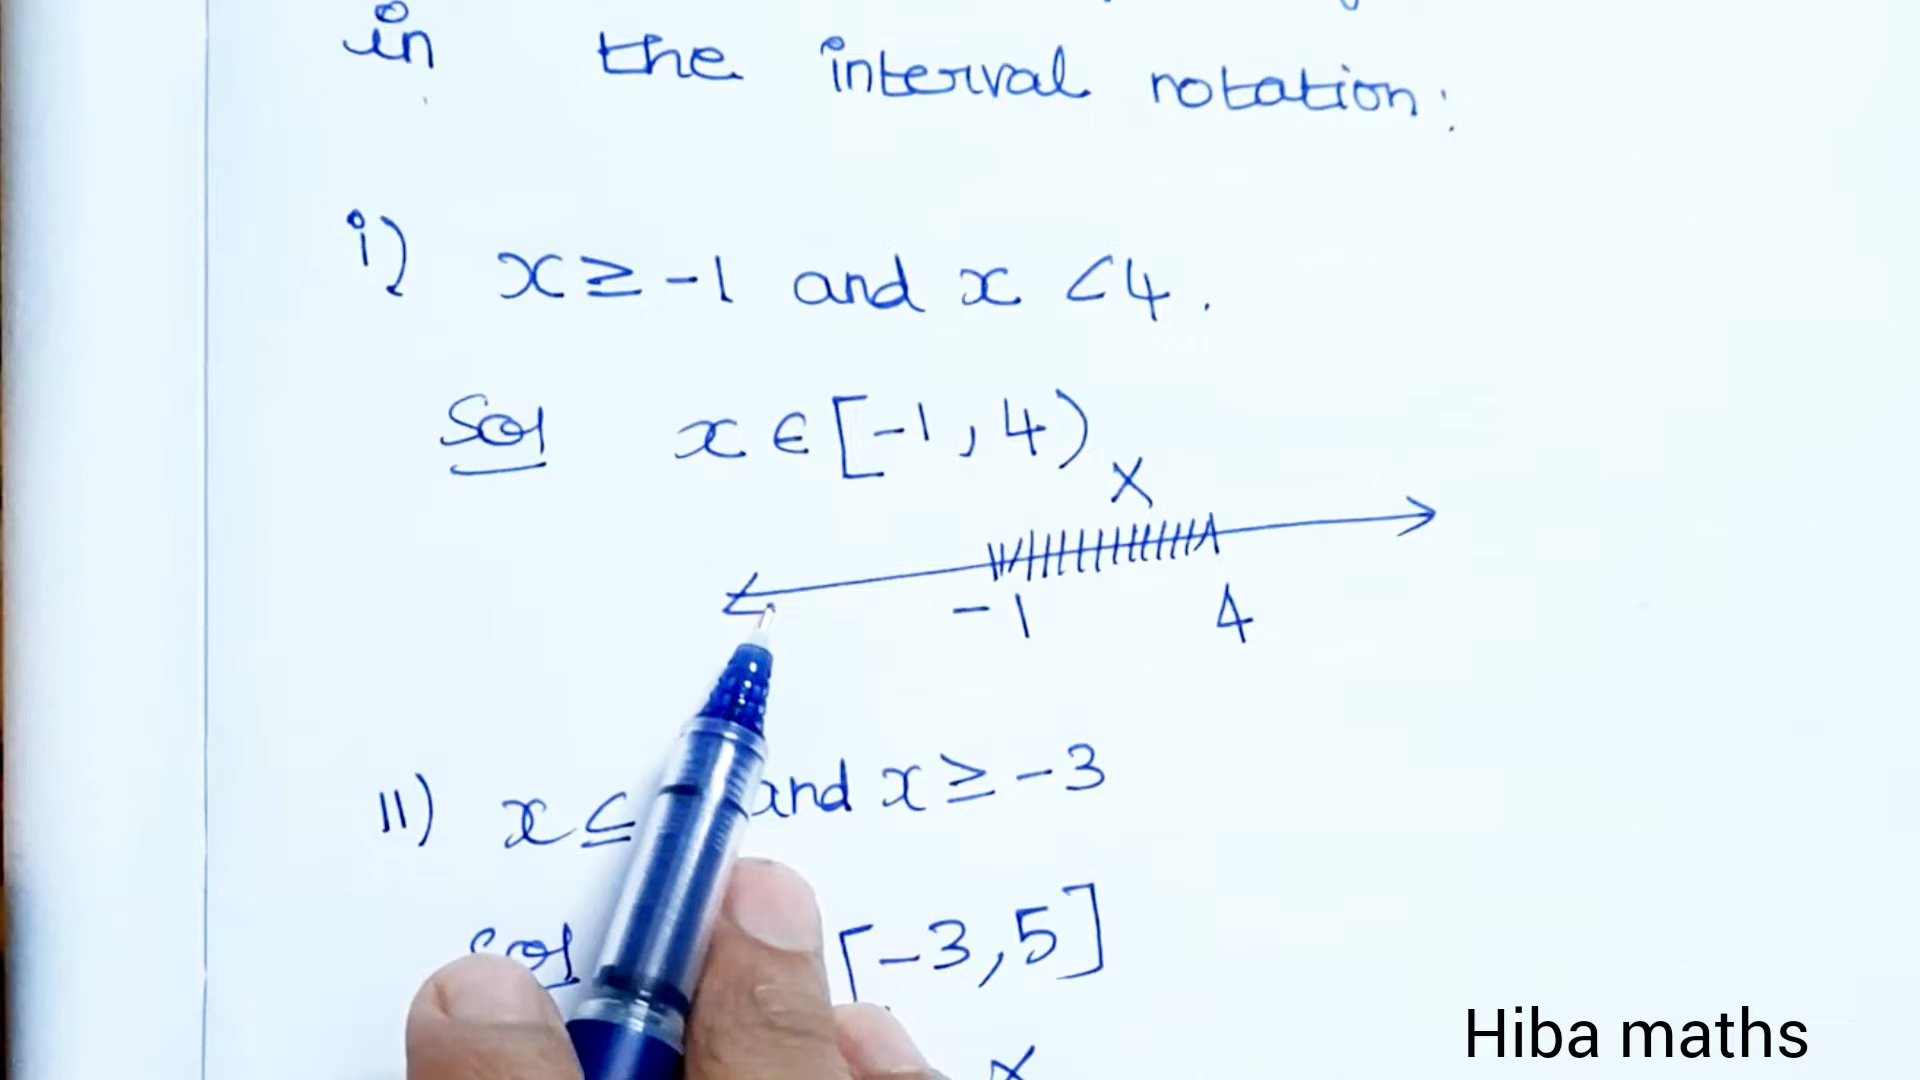 in the interval notation:
i) x ≥ -1 and x < 4.
Sol x ∈ [-1, 4)
X
-1 4
ii) x ≤ and x ≥ -3
Sol [-3, 5]
X
Hiba maths